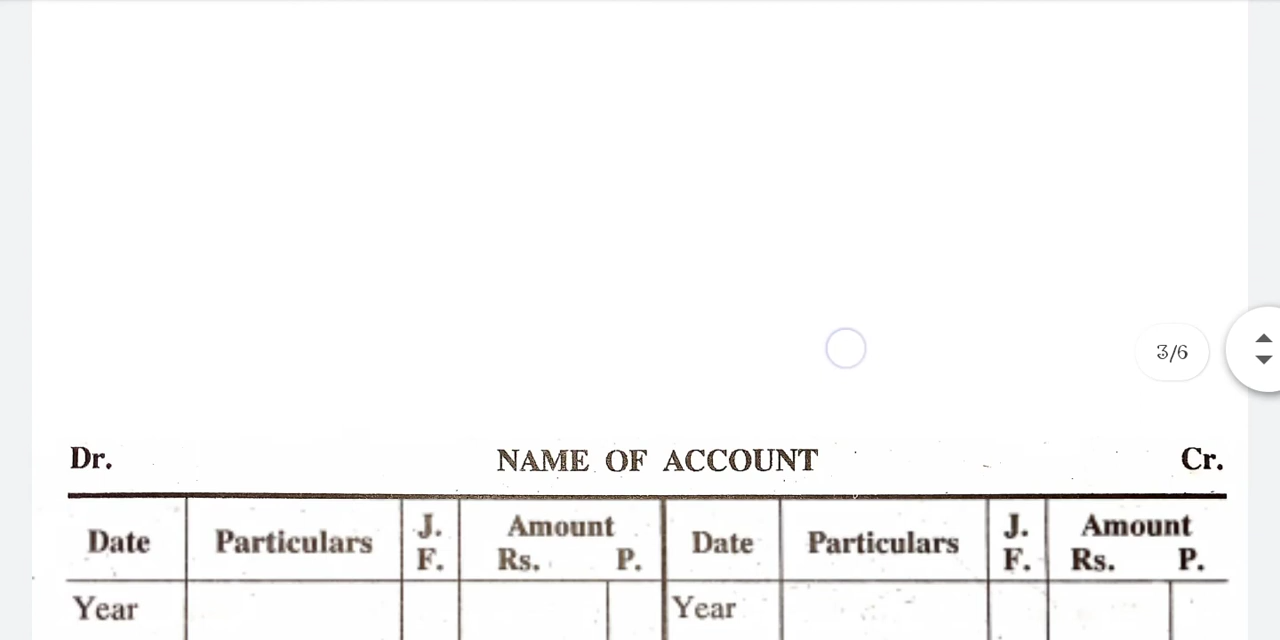 3/6
Dr. NAME OF ACCOUNT Cr.
Date Particulars J. F. Amount Rs. P. Date Particulars J. F. Amount Rs. P.
Year Year